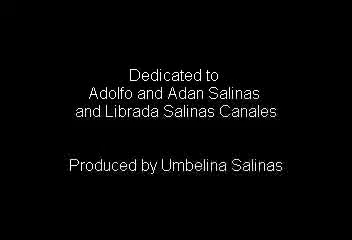 Dedicated to
Adolfo and Adan Salinas
and Librada Salinas Canales
Produced by Umbelina Salinas